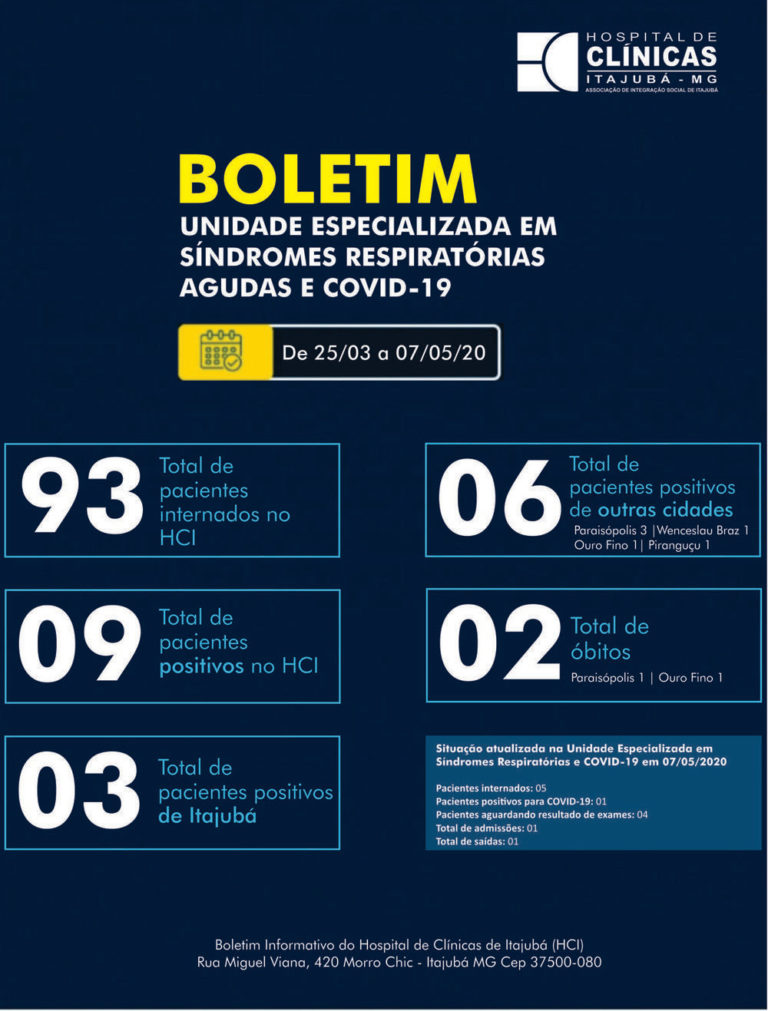 HOSPITAL DE
CLÍNICAS
ITAJUBÁ - MG
ASSOCIAÇÃO DE INTEGRAÇÃO SOCIAL DE ITAJUBÁ
BOLETIM
UNIDADE ESPECIALIZADA EM
SÍNDROMES RESPIRATÓRIAS
AGUDAS E COVID-19
De 25/03 a 07/05/20
93
Total de
pacientes
internados no
HCI
09
Total de
pacientes
positivos no HCI
03
Total de
pacientes positivos
de Itajubá
06
Total de
pacientes positivos
de outras cidades
Paraisópolis 3 |Wenceslau Braz 1
Ouro Fino 1| Piranguçu 1
02
Total de
óbitos
Paraisópolis 1 | Ouro Fino 1
Situação atualizada na Unidade Especializada em
Síndromes Respiratórias e COVID-19 em 07/05/2020
Pacientes internados: 05
Pacientes positivos para COVID-19: 01
Pacientes aguardando resultado de exames: 04
Total de admissões: 01
Total de saídas: 01
Boletim Informativo do Hospital de Clínicas de Itajubá (HCI)
Rua Miguel Viana, 420 Morro Chic - Itajubá MG Cep 37500-080